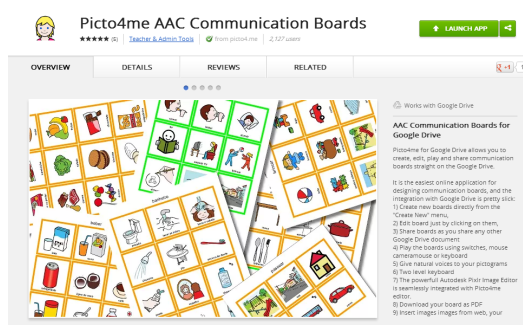 Picto4me AAC Communication Boards
★★★★★ (6) Teacher & Admin Tools from picto4.me 2,127 users
LAUNCH APP
OVERVIEW DETAILS REVIEWS RELATED
+1
Works with Google Drive
AAC Communication Boards for
Google Drive
Picto4me for Google Drive allows you to
create, edit, play and share communication
boards straight on the Google Drive.
It is the easiest online application for
designing communication boards, and the
integration with Google Drive is pretty slick:
1) Create new boards directly from the
"Create New" menu,
2) Edit board just by clicking on them,
3) Share boards as you share any other
Google Drive document
4) Play the boards using switches, mouse
cameramouse or keyboard
5) Give natural voices to your pictograms
6) Two level keyboard
7) The powerfull Autodesk Pixlr Image Editor
is seamlessly integrated with Picto4me
editor.
8) Download your board as PDF
9) Insert images images from web, your